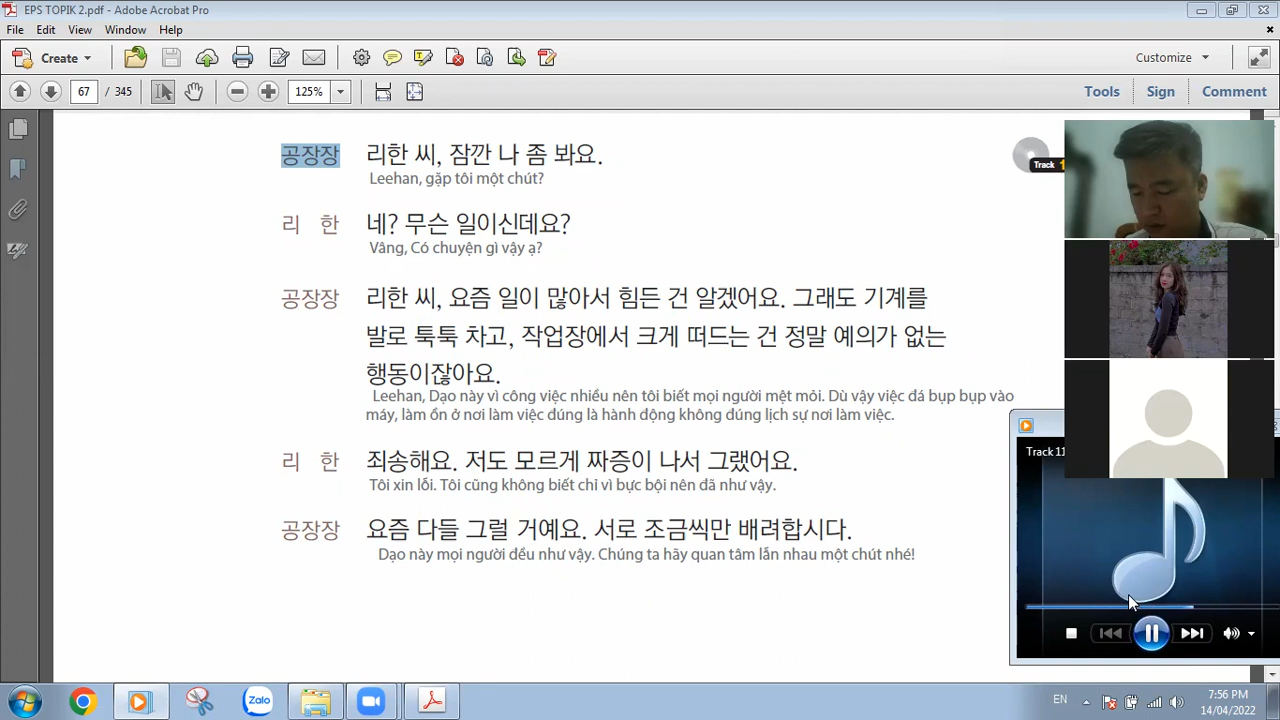 EPS TOPIK 2.pdf - Adobe Acrobat Pro
File Edit View Window Help
Create Customize
67 / 345 125% Tools Sign Comment
공장장 리한 씨, 잠깐 나 좀 봐요.
Leehan, gặp tôi một chút?
Track 1
리 한 네? 무슨 일이신데요?
Vâng, Có chuyện gì vậy ạ?
공장장 리한 씨, 요즘 일이 많아서 힘든 건 알겠어요. 그래도 기계를
발로 툭툭 차고, 작업장에서 크게 떠드는 건 정말 예의가 없는
행동이잖아요.
Leehan, Dạo này vì công việc nhiều nên tôi biết mọi người mệt mỏi. Dù vậy việc đá bụp bụp vào
máy, làm ồn ở nơi làm việc đúng là hành động không đúng lịch sự nơi làm việc.
Track 11
리 한 죄송해요. 저도 모르게 짜증이 나서 그랬어요.
Tôi xin lỗi. Tôi cũng không biết chỉ vì bực bội nên đã như vậy.
공장장 요즘 다들 그럴 거예요. 서로 조금씩만 배려합시다.
Dạo này mọi người đều như vậy. Chúng ta hãy quan tâm lẫn nhau một chút nhé!
Zalo
EN 7:56 PM
14/04/2022